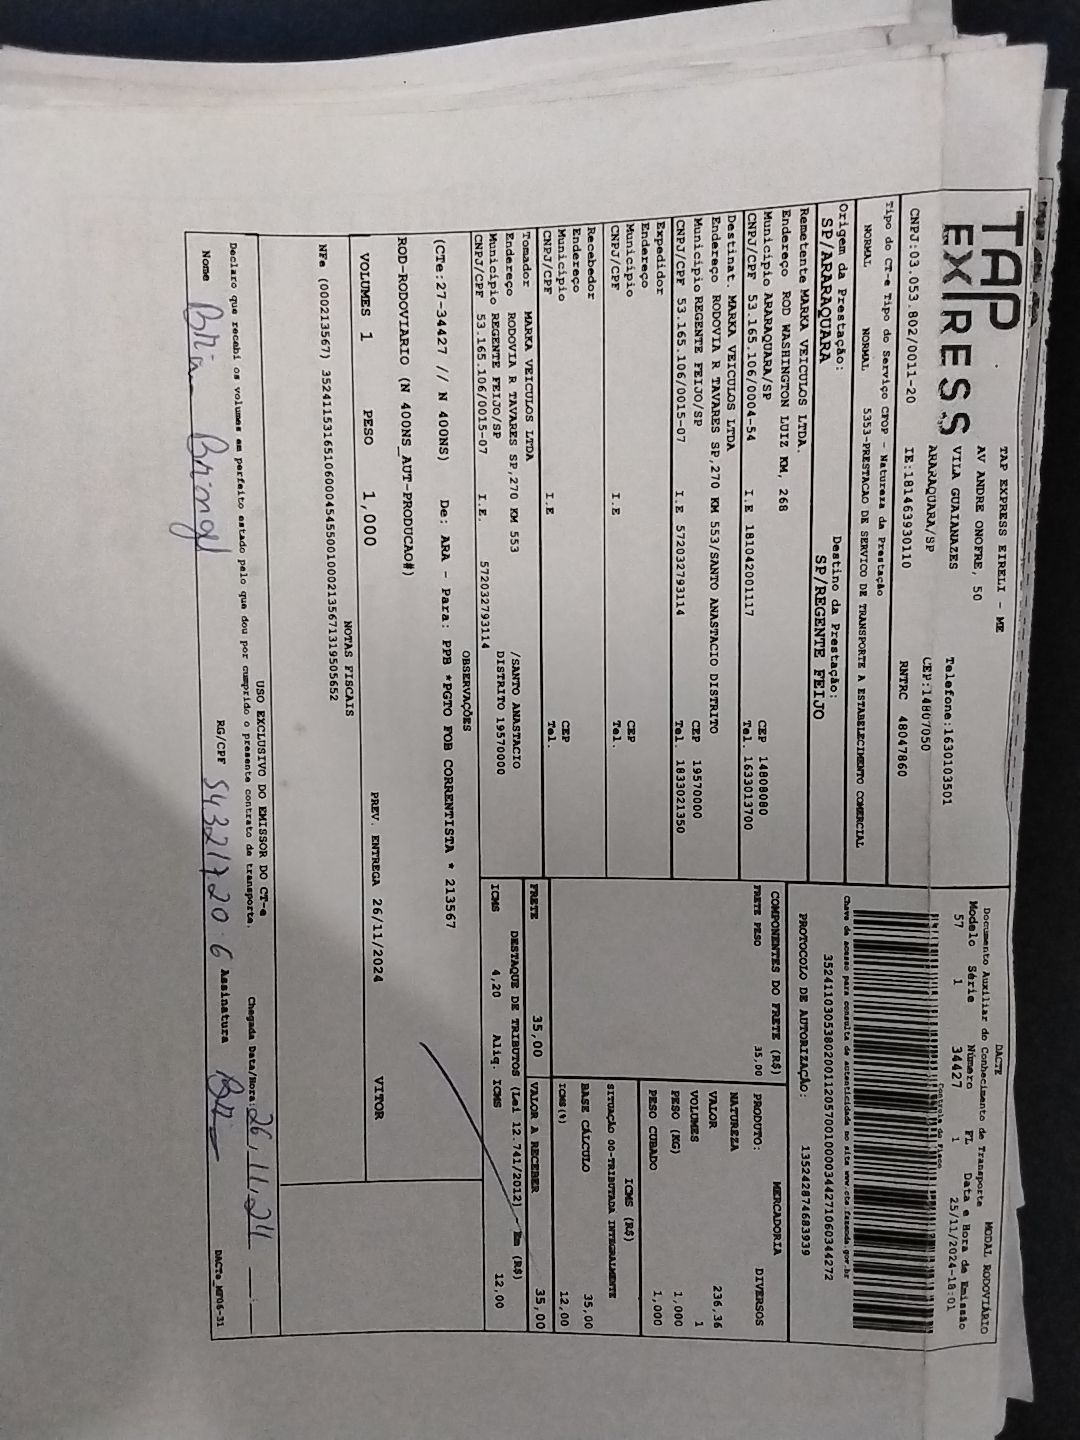 TAP
EXPRESS
TAP EXPRESS EIRELI - ME
AV ANDRE ONOFRE, 50
VILA GUAIANAZES
ARARAQUARA/SP
Telefone:1630103501
CEP:14807050
CNPJ:03.053.802/0011-20 IE:181463930110 RNTRC 48047860
DACTE
Documento Auxiliar do Conhecimento de Transporte MODAL RODOVIÁRIO
Modelo Série Número FL Data e Hora de Emissão
57 1 34427 1 25/11/2024-18:01
Controle do Fisco
Chave de acesso para consulta de autenticidade no site www.cte.fazenda.gov.br
PROTOCOLO DE AUTORIZAÇÃO: 135242874683939
Tipo do CT-e Tipo do Serviço CFOP - Natureza da Prestação
NORMAL NORMAL 5353-PRESTACAO DE SERVICO DE TRANSPORTE A ESTABELECIMENTO COMERCIAL
Origem da Prestação: Destino da Prestação:
SP/ARARAQUARA SP/REGENTE FEIJO
Remetente MARKA VEICULOS LTDA.
Endereço ROD WASHINGTON LUIZ KM, 268
Município ARARAQUARA/SP CEP 14808080
CNPJ/CPF 53.165.106/0004-54 I.E 181042001117 Tel. 1633013700
Destinat. MARKA VEICULOS LTDA
Endereço RODOVIA R TAVARES SP,270 KM 553/SANTO ANASTACIO DISTRITO
Município REGENTE FEIJO/SP CEP 19570000
CNPJ/CPF 53.165.106/0015-07 I.E 572032793114 Tel. 1833021350
Expedidor
Endereço
Município CEP
CNPJ/CPF I.E Tel.
Recebedor
Endereço
Município CEP
CNPJ/CPF I.E Tel.
Tomador MARKA VEICULOS LTDA
Endereço RODOVIA R TAVARES SP,270 KM 553 /SANTO ANASTACIO
Município REGENTE FEIJO/SP DISTRITO 19570000
CNPJ/CPF 53.165.106/0015-07 I.E. 572032793114
COMPONENTES DO FRETE (R$)
FRETE PESO 35,00
PRODUTO: MERCADORIA
NATUREZA DIVERSOS
VALOR 236,36
VOLUMES 1
PESO (KG) 1,000
PESO CUBADO 1,000
ICMS (R$)
SITUAÇÃO 00-TRIBUTADA INTEGRALMENTE
BASE CÁLCULO 35,00
ICMS(%) 12,00
FRETE 35,00 VALOR A RECEBER 35,00
DESTAQUE DE TRIBUTOS (Lei 12.741/2012) - Em (R$)
ICMS 4,20 Aliq. ICMS 12,00
OBSERVAÇÕES
(CTe:27-34427 // N 400NS) De: ARA - Para: PPB *PGTO FOB CORRENTISTA * 213567
ROD-RODOVIARIO (N 400NS_AUT-PRODUCAO#)
VOLUMES 1 PESO 1,000 PREV. ENTREGA 26/11/2024 VITOR
NOTAS FISCAIS
USO EXCLUSIVO DO EMISSOR DO CT-e
Declaro que recebi os volumes em perfeito estado pelo que dou por cumprido o presente contrato de transporte. Chegada Data/Hora: 26,11,24
Nome RG/CPF Assinatura
DACTe_MF06-31